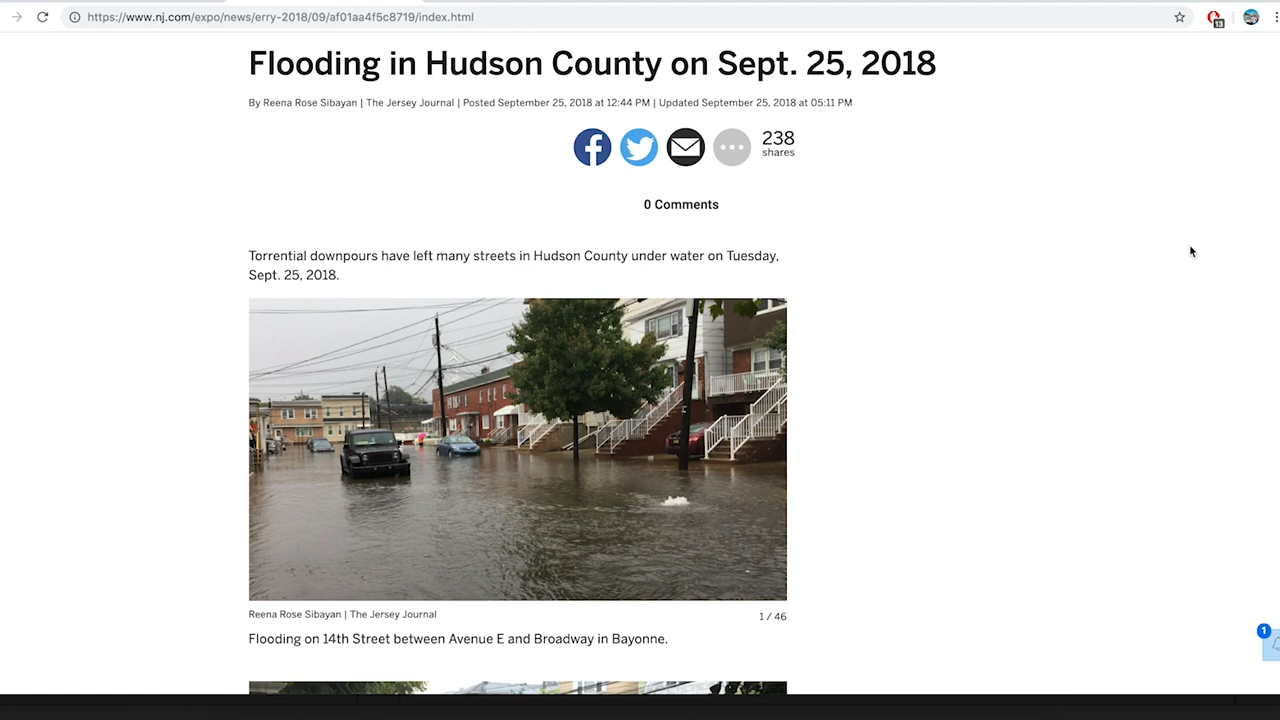 https://www.nj.com/expo/news/erry-2018/09/af01aa4f5c8719/index.html
13
Flooding in Hudson County on Sept. 25, 2018
By Reena Rose Sibayan | The Jersey Journal | Posted September 25, 2018 at 12:44 PM | Updated September 25, 2018 at 05:11 PM
238
shares
0 Comments
Torrential downpours have left many streets in Hudson County under water on Tuesday,
Sept. 25, 2018.
Reena Rose Sibayan | The Jersey Journal
1 / 46
Flooding on 14th Street between Avenue E and Broadway in Bayonne.
1